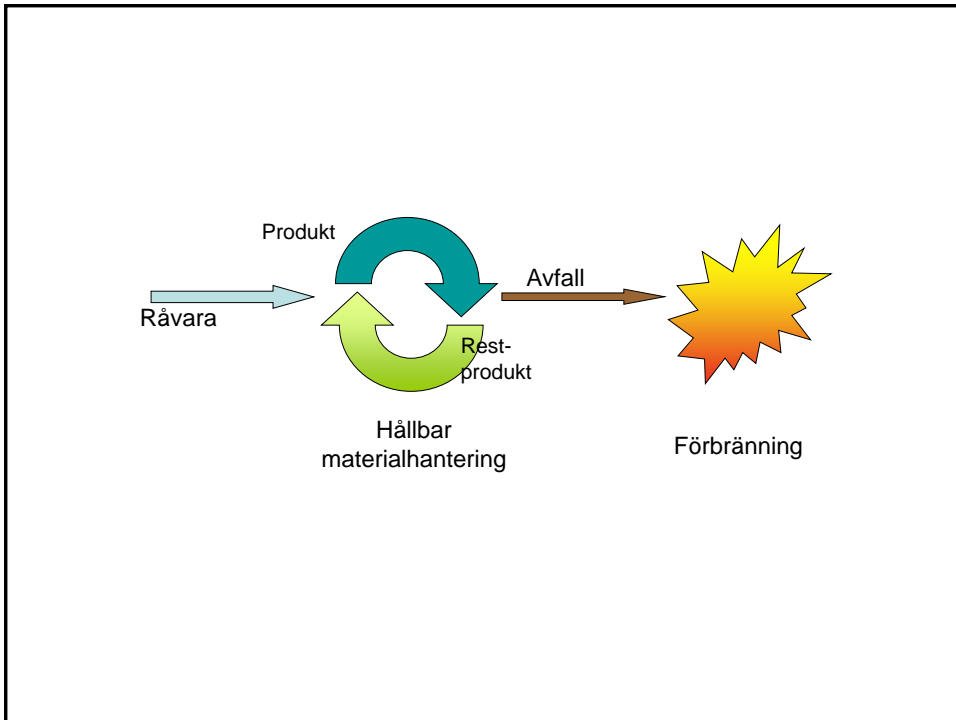 Produkt
Råvara
Avfall
Rest-
produkt
Hållbar
materialhantering
Förbränning